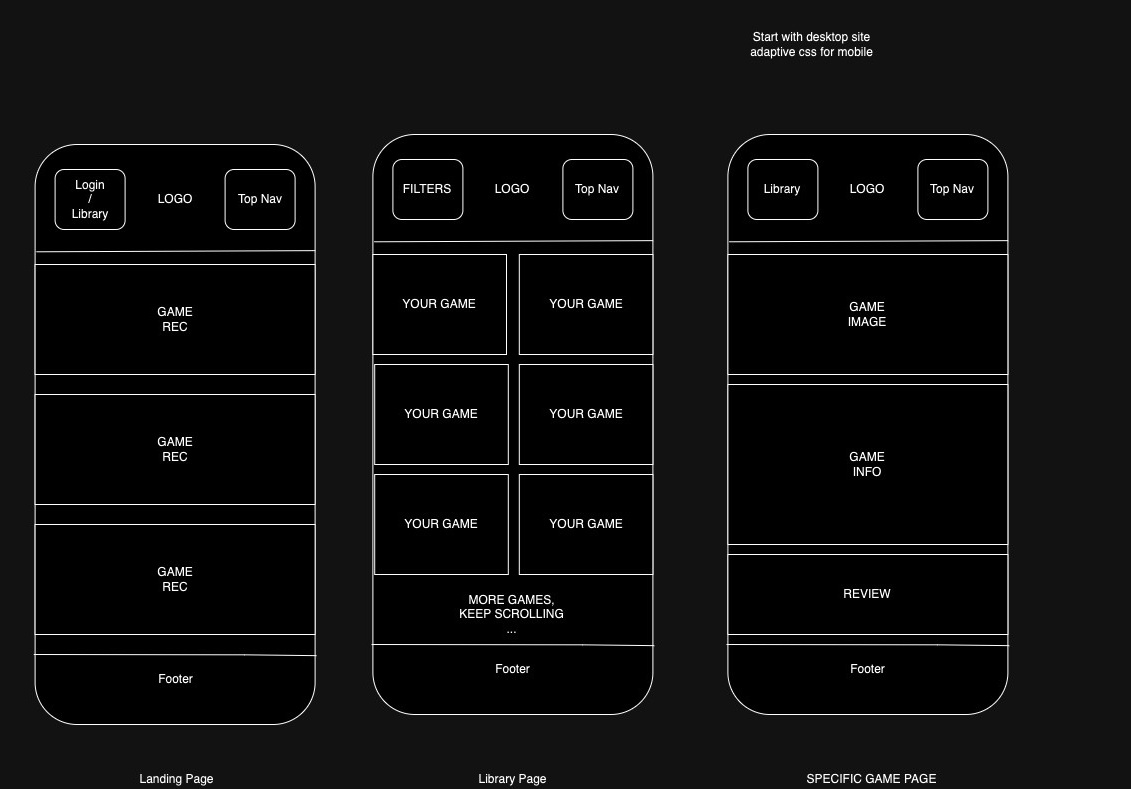 Start with desktop site
adaptive css for mobile
Login
/
Library
LOGO
Top Nav
GAME
REC
GAME
REC
GAME
REC
Footer
Landing Page
FILTERS
LOGO
Top Nav
YOUR GAME
YOUR GAME
YOUR GAME
YOUR GAME
YOUR GAME
YOUR GAME
MORE GAMES,
KEEP SCROLLING
...
Footer
Library Page
Library
LOGO
Top Nav
GAME
IMAGE
GAME
INFO
REVIEW
Footer
SPECIFIC GAME PAGE